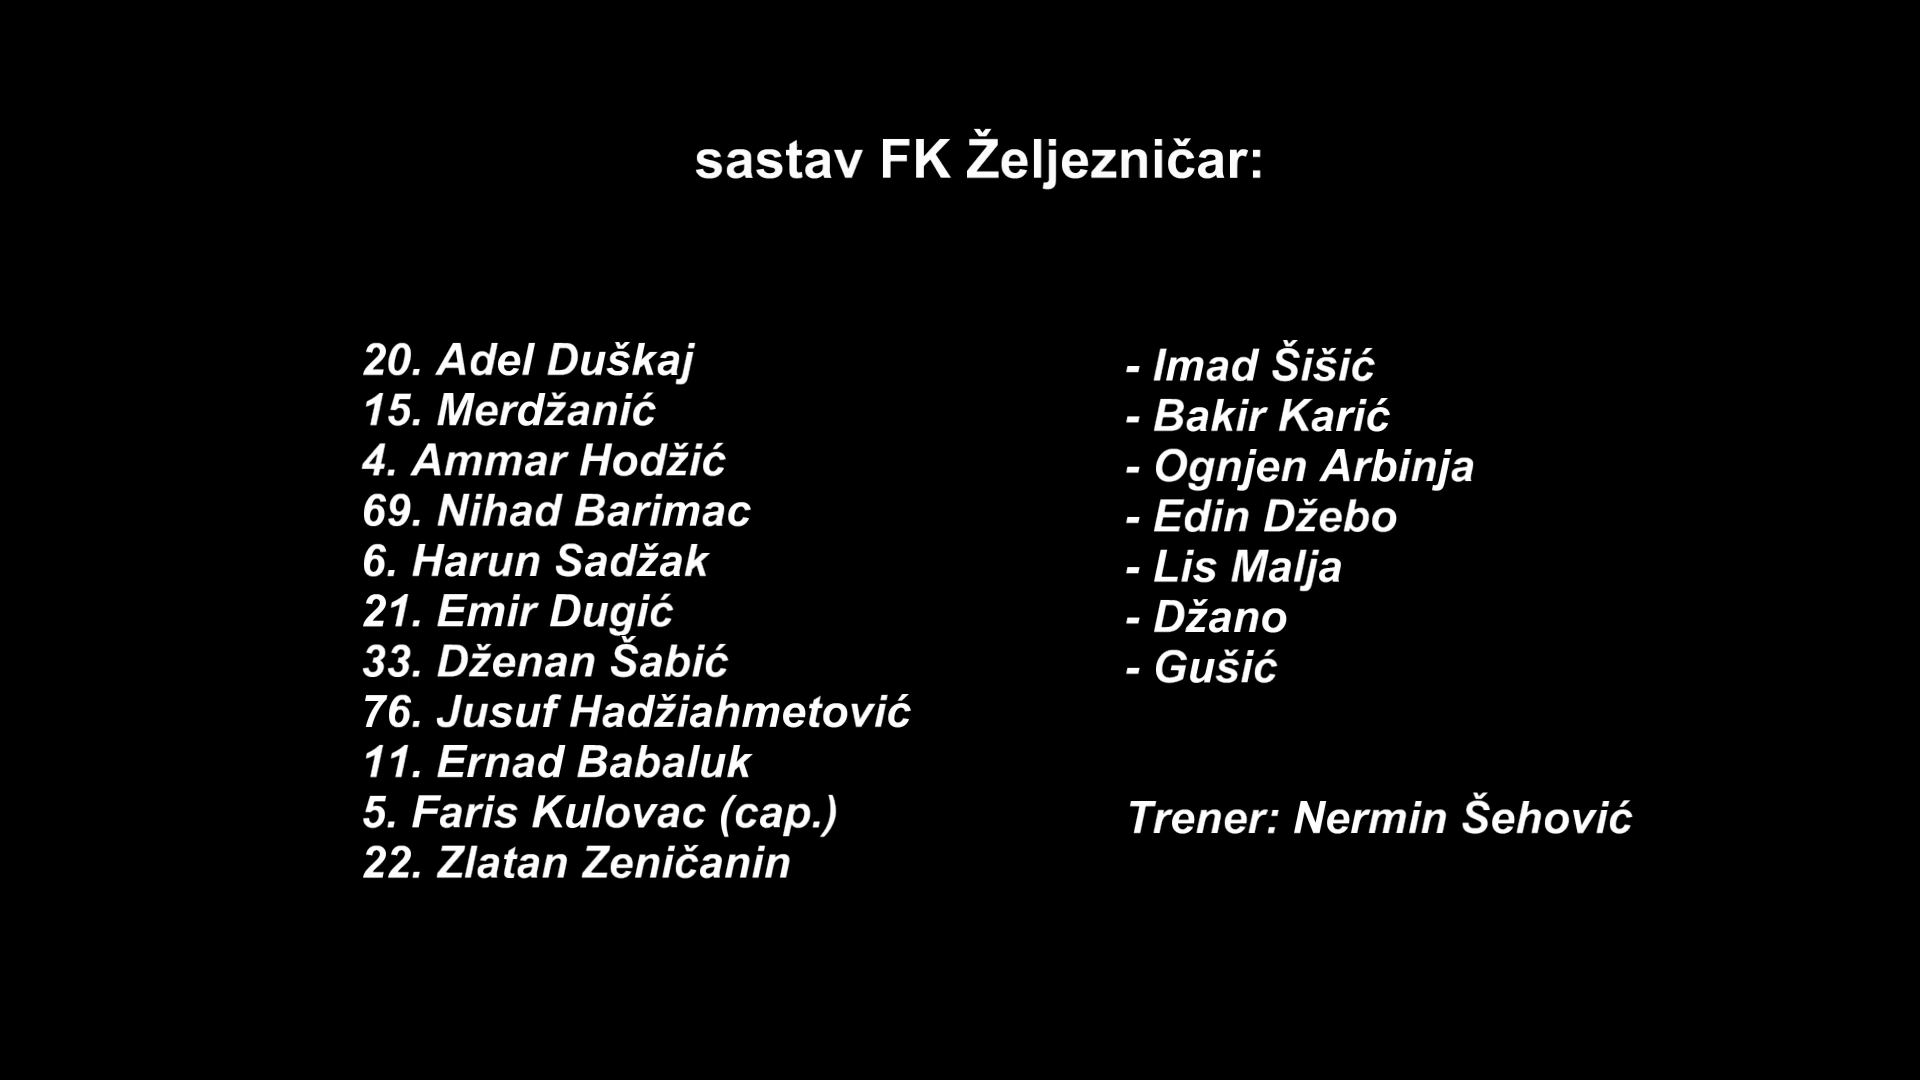 sastav FK Željezničar:
20. Adel Duškaj
15. Merdžanić
4. Ammar Hodžić
69. Nihad Barimac
6. Harun Sadžak
21. Emir Dugić
33. Dženan Šabić
76. Jusuf Hadžiahmetović
11. Ernad Babaluk
5. Faris Kulovac (cap.)
22. Zlatan Zeničanin
- Imad Šišić
- Bakir Karić
- Ognjen Arbinja
- Edin Džebo
- Lis Malja
- Džano
- Gušić
Trener: Nermin Šehović